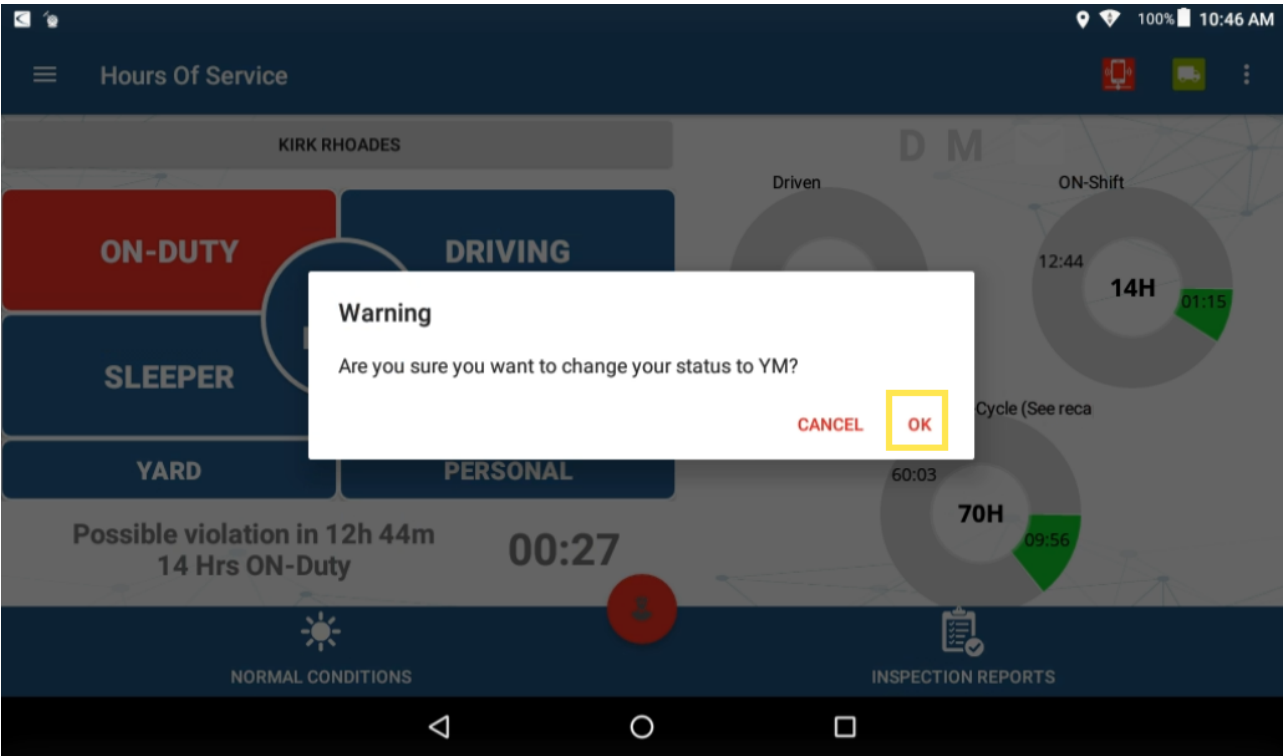 100% 10:46 AM
Hours Of Service
KIRK RHOADES
D M
Driven
ON-Shift
ON-DUTY
DRIVING
12:44
14H
01:15
Warning
Are you sure you want to change your status to YM?
CANCEL OK
SLEEPER
Cycle (See reca
YARD
PERSONAL
60:03
70H
09:56
Possible violation in 12h 44m
14 Hrs ON-Duty
00:27
NORMAL CONDITIONS
INSPECTION REPORTS